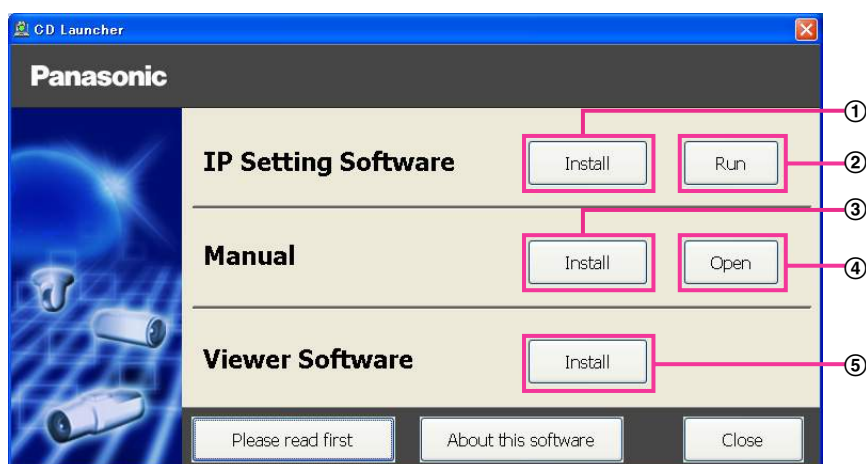 CD Launcher
Panasonic
①
IP Setting Software Install Run ②
③
Manual Install Open ④
Viewer Software Install ⑤
Please read first About this software Close